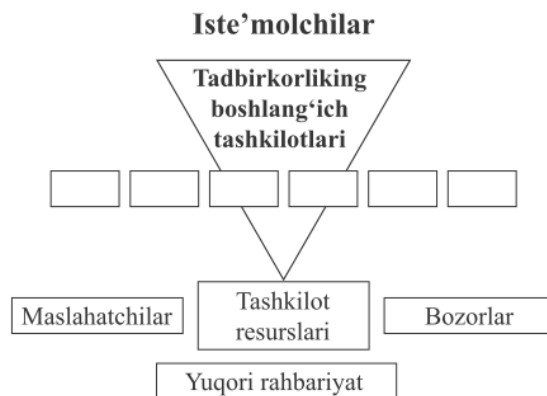 Iste’molchilar
Tadbirkorliking
boshlang‘ich
tashkilotlari
Maslahatchilar
Tashkilot
resurslari
Bozorlar
Yuqori rahbariyat